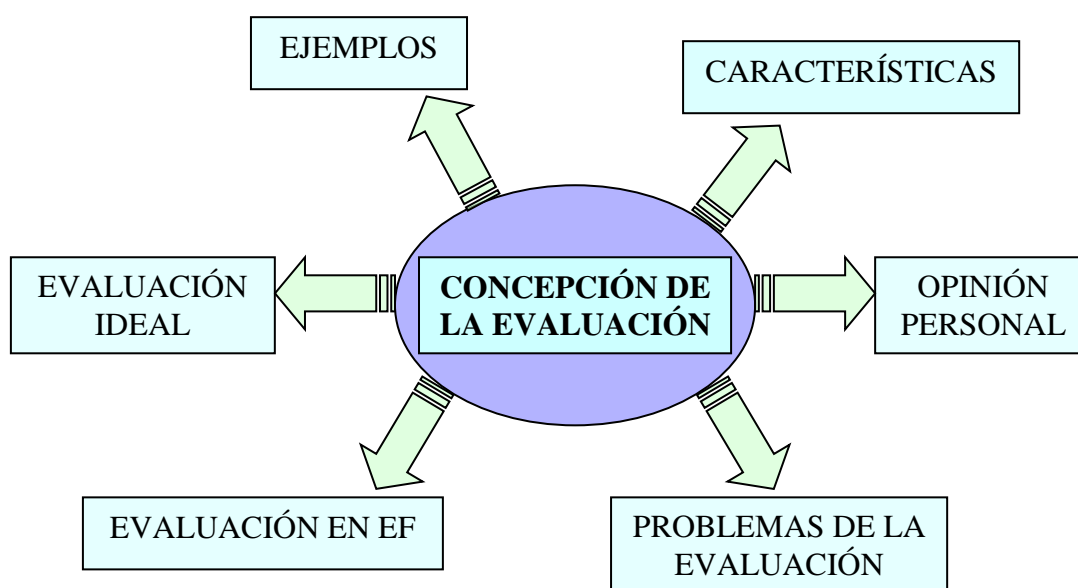 EJEMPLOS
CARACTERÍSTICAS
EVALUACIÓN
IDEAL
CONCEPCIÓN DE
LA EVALUACIÓN
OPINIÓN
PERSONAL
EVALUACIÓN EN EF
PROBLEMAS DE LA
EVALUACIÓN